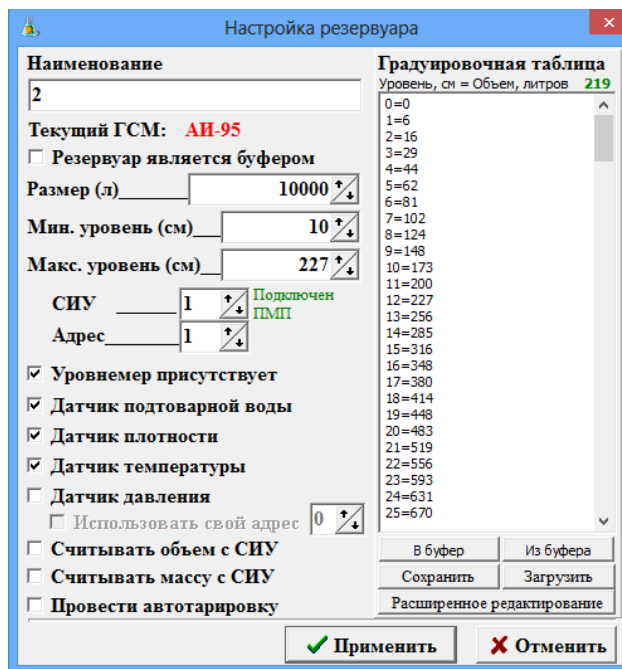 Настройка резервуара
Наименование
2
Текущий ГСМ: АИ-95
Резервуар является буфером
Размер (л) 10000
Мин. уровень (см) 10
Макс. уровень (см) 227
СИУ 1 Подключен ПМП
Адрес 1
Уровнемер присутствует
Датчик подтоварной воды
Датчик плотности
Датчик температуры
Датчик давления
Использовать свой адрес 0
Считывать объем с СИУ
Считывать массу с СИУ
Провести автотарировку
Градуировочная таблица
Уровень, см = Объем, литров 219
0=0
1=6
2=16
3=29
4=44
5=62
6=81
7=102
8=124
9=148
10=173
11=200
12=227
13=256
14=285
15=316
16=348
17=380
18=414
19=448
20=483
21=519
22=556
23=593
24=631
25=670
В буфер Из буфера
Сохранить Загрузить
Расширенное редактирование
Применить Отменить